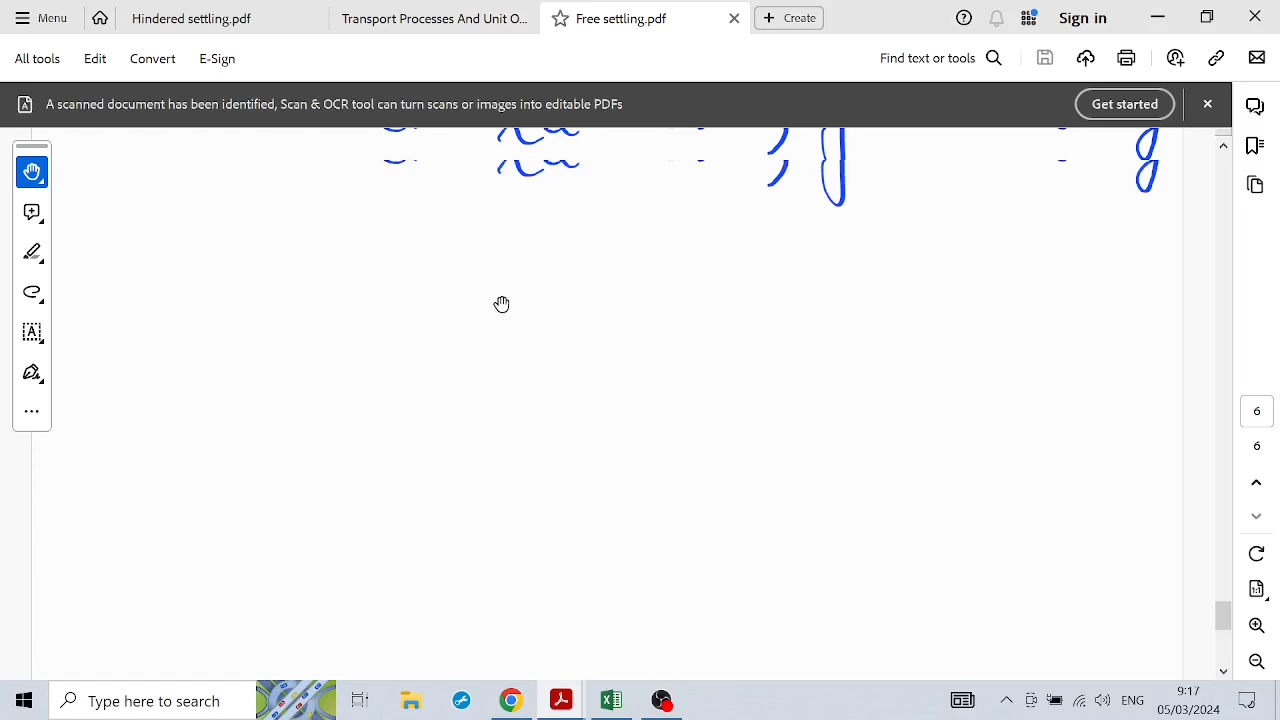 Menu
Hindered settling.pdf
Transport Processes And Unit O...
Free settling.pdf
Create
Sign in
All tools
Edit
Convert
E-Sign
Find text or tools
A scanned document has been identified, Scan & OCR tool can turn scans or images into editable PDFs
Get started
6
6
1:1
Type here to search
ENG
9:17
05/03/2024